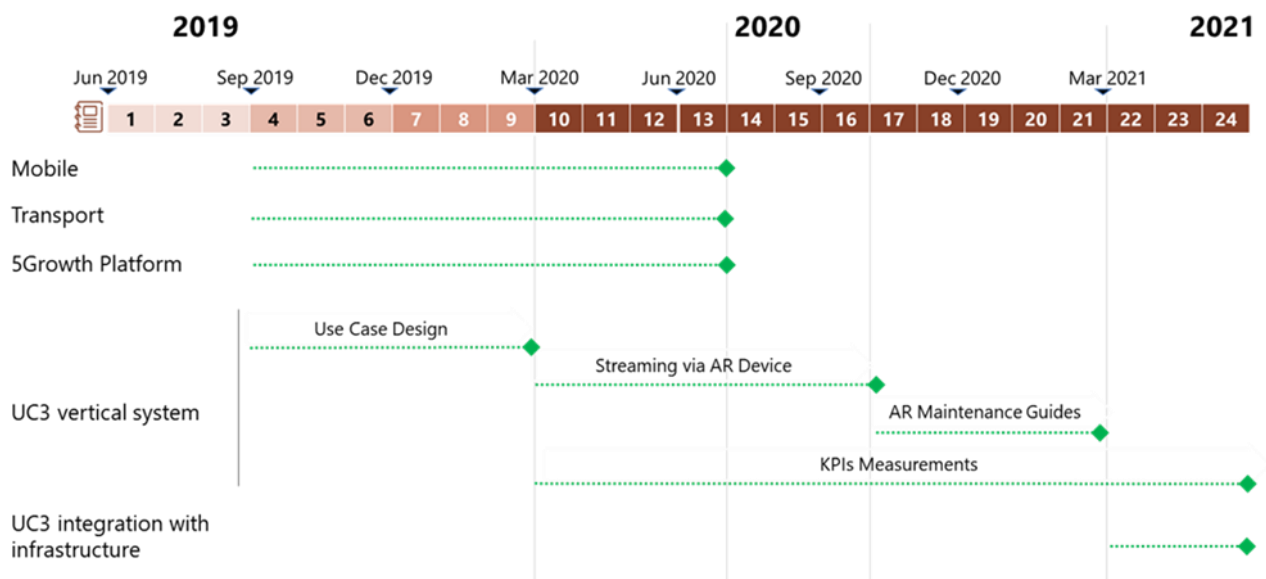 2019 2020 2021
Jun 2019 Sep 2019 Dec 2019 Mar 2020 Jun 2020 Sep 2020 Dec 2020 Mar 2021
1 2 3 4 5 6 7 8 9 10 11 12 13 14 15 16 17 18 19 20 21 22 23 24
Mobile
Transport
5Growth Platform
Use Case Design
Streaming via AR Device
UC3 vertical system
AR Maintenance Guides
KPIs Measurements
UC3 integration with
infrastructure